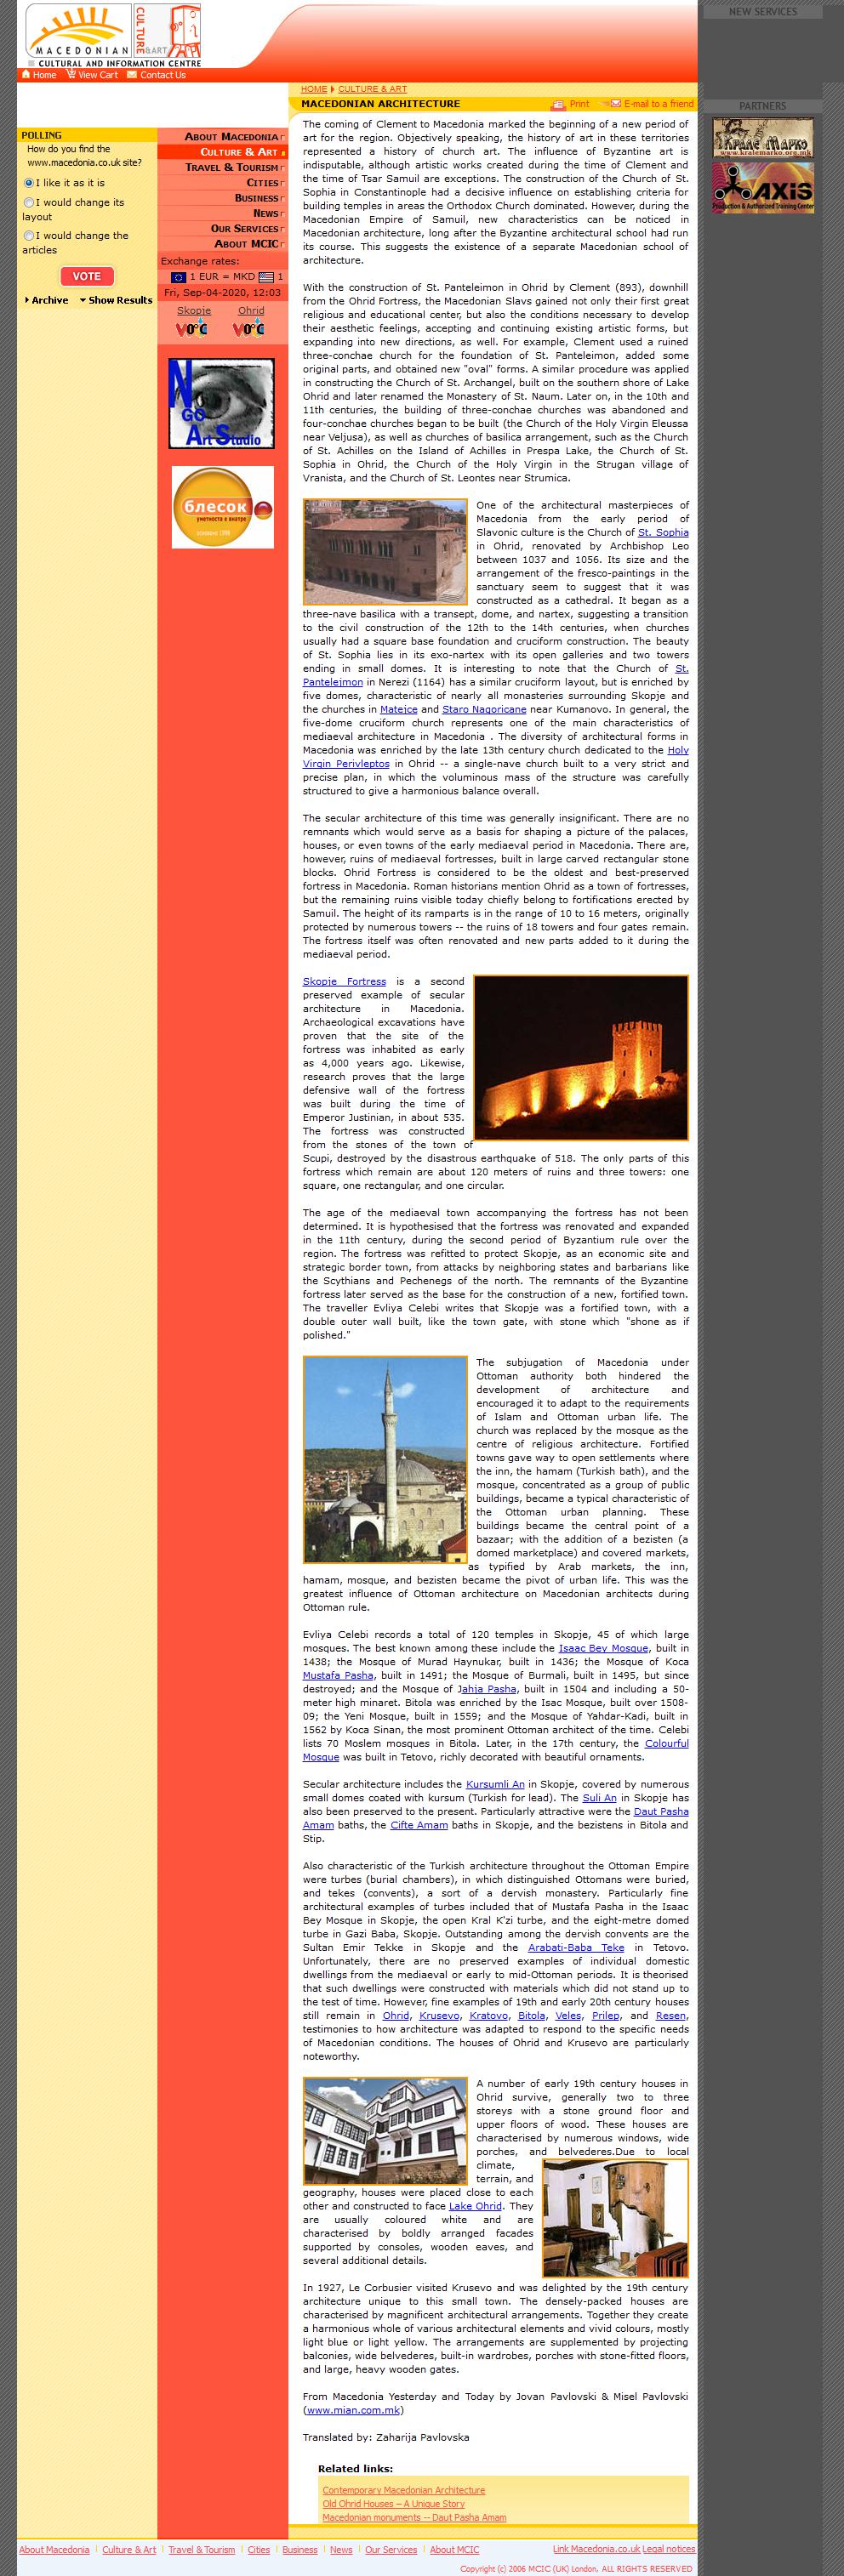 NEW SERVICES
MACEDONIAN
CULTURE & ART
CULTURAL AND INFORMATION CENTRE
Home View Cart Contact Us
HOME CULTURE & ART
MACEDONIAN ARCHITECTURE Print E-mail to a friend
PARTNERS
КРАЛЕ МАРКО
www.kralemarko.org.mk
AXIS
Production & Authorized Training Center
POLLING
How do you find the
www.macedonia.co.uk site?
I like it as it is
I would change its
layout
I would change the
articles
VOTE
Archive Show Results
About Macedonia
Culture & Art
Travel & Tourism
Cities
Business
News
Our Services
About MCIC
Exchange rates:
1 EUR = MKD 1
Fri, Sep-04-2020, 12:03
Skopje Ohrid
NGO Art Studio
блесок
уметноста е внатре
The coming of Clement to Macedonia marked the beginning of a new period of
art for the region. Objectively speaking, the history of art in these territories
represented a history of church art. The influence of Byzantine art is
indisputable, although artistic works created during the time of Clement and
the time of Tsar Samuil are exceptions. The construction of the Church of St.
Sophia in Constantinople had a decisive influence on establishing criteria for
building temples in areas the Orthodox Church dominated. However, during the
Macedonian Empire of Samuil, new characteristics can be noticed in
Macedonian architecture, long after the Byzantine architectural school had run
its course. This suggests the existence of a separate Macedonian school of
architecture.
With the construction of St. Panteleimon in Ohrid by Clement (893), downhill
from the Ohrid Fortress, the Macedonian Slavs gained not only their first great
religious and educational center, but also the conditions necessary to develop
their aesthetic feelings, accepting and continuing existing artistic forms, but
expanding into new directions, as well. For example, Clement used a ruined
three-conchae church for the foundation of St. Panteleimon, added some
original parts, and obtained new "oval" forms. A similar procedure was applied
in constructing the Church of St. Archangel, built on the southern shore of Lake
Ohrid and later renamed the Monastery of St. Naum. Later on, in the 10th and
11th centuries, the building of three-conchae churches was abandoned and
four-conchae churches began to be built (the Church of the Holy Virgin Eleussa
near Veljusa), as well as churches of basilica arrangement, such as the Church
of St. Achilles on the Island of Achilles in Prespa Lake, the Church of St.
Sophia in Ohrid, the Church of the Holy Virgin in the Strugan village of
Vranista, and the Church of St. Leontes near Strumica.
One of the architectural masterpieces of
Macedonia from the early period of
Slavonic culture is the Church of St. Sophia
in Ohrid, renovated by Archbishop Leo
between 1037 and 1056. Its size and the
arrangement of the fresco-paintings in the
sanctuary seem to suggest that it was
constructed as a cathedral. It began as a
three-nave basilica with a transept, dome, and nartex, suggesting a transition
to the civil construction of the 12th to the 14th centuries, when churches
usually had a square base foundation and cruciform construction. The beauty
of St. Sophia lies in its exo-nartex with its open galleries and two towers
ending in small domes. It is interesting to note that the Church of St.
Pantelejmon in Nerezi (1164) has a similar cruciform layout, but is enriched by
five domes, characteristic of nearly all monasteries surrounding Skopje and
the churches in Matejce and Staro Nagoricane near Kumanovo. In general, the
five-dome cruciform church represents one of the main characteristics of
mediaeval architecture in Macedonia . The diversity of architectural forms in
Macedonia was enriched by the late 13th century church dedicated to the Holy
Virgin Perivleptos in Ohrid -- a single-nave church built to a very strict and
precise plan, in which the voluminous mass of the structure was carefully
structured to give a harmonious balance overall.
The secular architecture of this time was generally insignificant. There are no
remnants which would serve as a basis for shaping a picture of the palaces,
houses, or even towns of the early mediaeval period in Macedonia. There are,
however, ruins of mediaeval fortresses, built in large carved rectangular stone
blocks. Ohrid Fortress is considered to be the oldest and best-preserved
fortress in Macedonia. Roman historians mention Ohrid as a town of fortresses,
but the remaining ruins visible today chiefly belong to fortifications erected by
Samuil. The height of its ramparts is in the range of 10 to 16 meters, originally
protected by numerous towers -- the ruins of 18 towers and four gates remain.
The fortress itself was often renovated and new parts added to it during the
mediaeval period.
Skopje Fortress is a second
preserved example of secular
architecture in Macedonia.
Archaeological excavations have
proven that the site of the
fortress was inhabited as early
as 4,000 years ago. Likewise,
research proves that the large
defensive wall of the fortress
was built during the time of
Emperor Justinian, in about 535.
The fortress was constructed
from the stones of the town of
Scupi, destroyed by the disastrous earthquake of 518. The only parts of this
fortress which remain are about 120 meters of ruins and three towers: one
square, one rectangular, and one circular.
The age of the mediaeval town accompanying the fortress has not been
determined. It is hypothesised that the fortress was renovated and expanded
in the 11th century, during the second period of Byzantium rule over the
region. The fortress was refitted to protect Skopje, as an economic site and
strategic border town, from attacks by neighboring states and barbarians like
the Scythians and Pechenegs of the north. The remnants of the Byzantine
fortress later served as the base for the construction of a new, fortified town.
The traveller Evliya Celebi writes that Skopje was a fortified town, with a
double outer wall built, like the town gate, with stone which "shone as if
polished."
The subjugation of Macedonia under
Ottoman authority both hindered the
development of architecture and
encouraged it to adapt to the requirements
of Islam and Ottoman urban life. The
church was replaced by the mosque as the
centre of religious architecture. Fortified
towns gave way to open settlements where
the inn, the hamam (Turkish bath), and the
mosque, concentrated as a group of public
buildings, became a typical characteristic of
the Ottoman urban planning. These
buildings became the central point of a
bazaar; with the addition of a bezisten (a
domed marketplace) and covered markets,
as typified by Arab markets, the inn,
hamam, mosque, and bezisten became the pivot of urban life. This was the
greatest influence of Ottoman architecture on Macedonian architects during
Ottoman rule.
Evliya Celebi records a total of 120 temples in Skopje, 45 of which large
mosques. The best known among these include the Isaac Bey Mosque, built in
1438; the Mosque of Murad Haynukar, built in 1436; the Mosque of Koca
Mustafa Pasha, built in 1491; the Mosque of Burmali, built in 1495, but since
destroyed; and the Mosque of Jahja Pasha, built in 1504 and including a 50-
meter high minaret. Bitola was enriched by the Isac Mosque, built over 1508-
09; the Yeni Mosque, built in 1559; and the Mosque of Yahdar-Kadi, built in
1562 by Koca Sinan, the most prominent Ottoman architect of the time. Celebi
lists 70 Moslem mosques in Bitola. Later, in the 17th century, the Colourful
Mosque was built in Tetovo, richly decorated with beautiful ornaments.
Secular architecture includes the Kursumli An in Skopje, covered by numerous
small domes coated with kursum (Turkish for lead). The Suli An in Skopje has
also been preserved to the present. Particularly attractive were the Daut Pasha
Amam baths, the Cifte Amam baths in Skopje, and the bezistens in Bitola and
Stip.
Also characteristic of the Turkish architecture throughout the Ottoman Empire
were turbes (burial chambers), in which distinguished Ottomans were buried,
and tekes (convents), a sort of a dervish monastery. Particularly fine
architectural examples of turbes included that of Mustafa Pasha in the Isaac
Bey Mosque in Skopje, the open Kral K'zi turbe, and the eight-metre domed
turbe in Gazi Baba, Skopje. Outstanding among the dervish convents are the
Sultan Emir Tekke in Skopje and the Arabati-Baba Teke in Tetovo.
Unfortunately, there are no preserved examples of individual domestic
dwellings from the mediaeval or early to mid-Ottoman periods. It is theorised
that such dwellings were constructed with materials which did not stand up to
the test of time. However, fine examples of 19th and early 20th century houses
still remain in Ohrid, Krusevo, Kratovo, Bitola, Veles, Prilep, and Resen,
testimonies to how architecture was adapted to respond to the specific needs
of Macedonian conditions. The houses of Ohrid and Krusevo are particularly
noteworthy.
A number of early 19th century houses in
Ohrid survive, generally two to three
storeys with a stone ground floor and
upper floors of wood. These houses are
characterised by numerous windows, wide
porches, and belvederes.Due to local
climate,
terrain, and
geography, houses were placed close to each
other and constructed to face Lake Ohrid. They
are usually coloured white and are
characterised by boldly arranged facades
supported by consoles, wooden eaves, and
several additional details.
In 1927, Le Corbusier visited Krusevo and was delighted by the 19th century
architecture unique to this small town. The densely-packed houses are
characterised by magnificent architectural arrangements. Together they create
a harmonious whole of various architectural elements and vivid colours, mostly
light blue or light yellow. The arrangements are supplemented by projecting
balconies, wide belvederes, built-in wardrobes, porches with stone-fitted floors,
and large, heavy wooden gates.
From Macedonia Yesterday and Today by Jovan Pavlovski & Misel Pavlovski
(www.mian.com.mk)
Translated by: Zaharija Pavlovska
Related links:
Contemporary Macedonian Architecture
Old Ohrid Houses – A Unique Story
Macedonian monuments -- Daut Pasha Amam
About Macedonia | Culture & Art | Travel & Tourism | Cities | Business | News | Our Services | About MCIC Link Macedonia.co.uk Legal notices
Copyright (c) 2006 MCIC (UK) London, ALL RIGHTS RESERVED